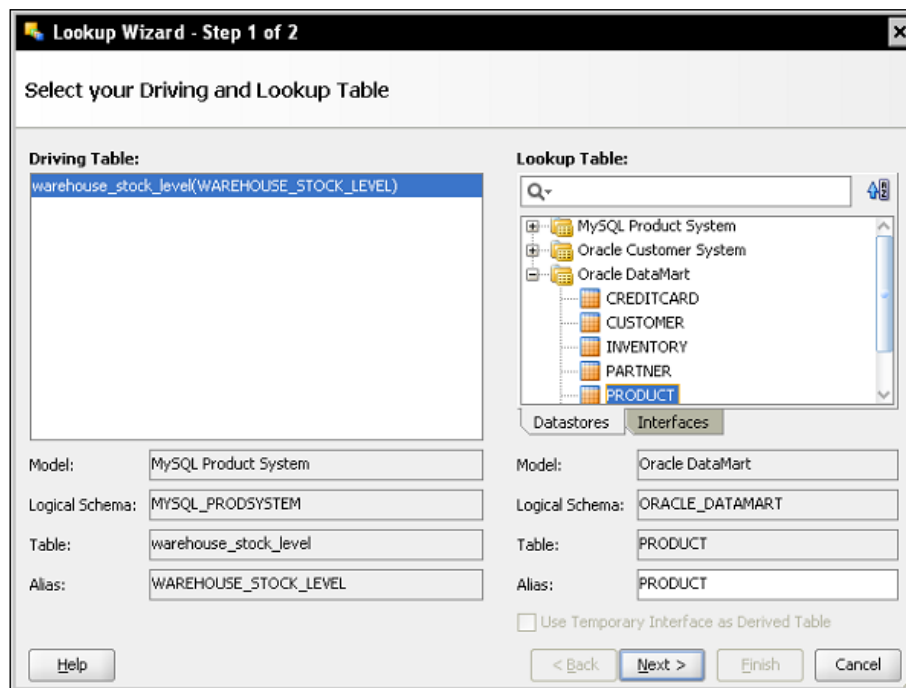 Lookup Wizard - Step 1 of 2
Select your Driving and Lookup Table
Driving Table:
warehouse_stock_level(WAREHOUSE_STOCK_LEVEL)
Model:
MySQL Product System
Logical Schema:
MYSQL_PRODSYSTEM
Table:
warehouse_stock_level
Alias:
WAREHOUSE_STOCK_LEVEL
Lookup Table:
MySQL Product System
Oracle Customer System
Oracle DataMart
CREDITCARD
CUSTOMER
INVENTORY
PARTNER
PRODUCT
Datastores
Interfaces
Model:
Oracle DataMart
Logical Schema:
ORACLE_DATAMART
Table:
PRODUCT
Alias:
PRODUCT
Use Temporary Interface as Derived Table
Help
< Back
Next >
Finish
Cancel